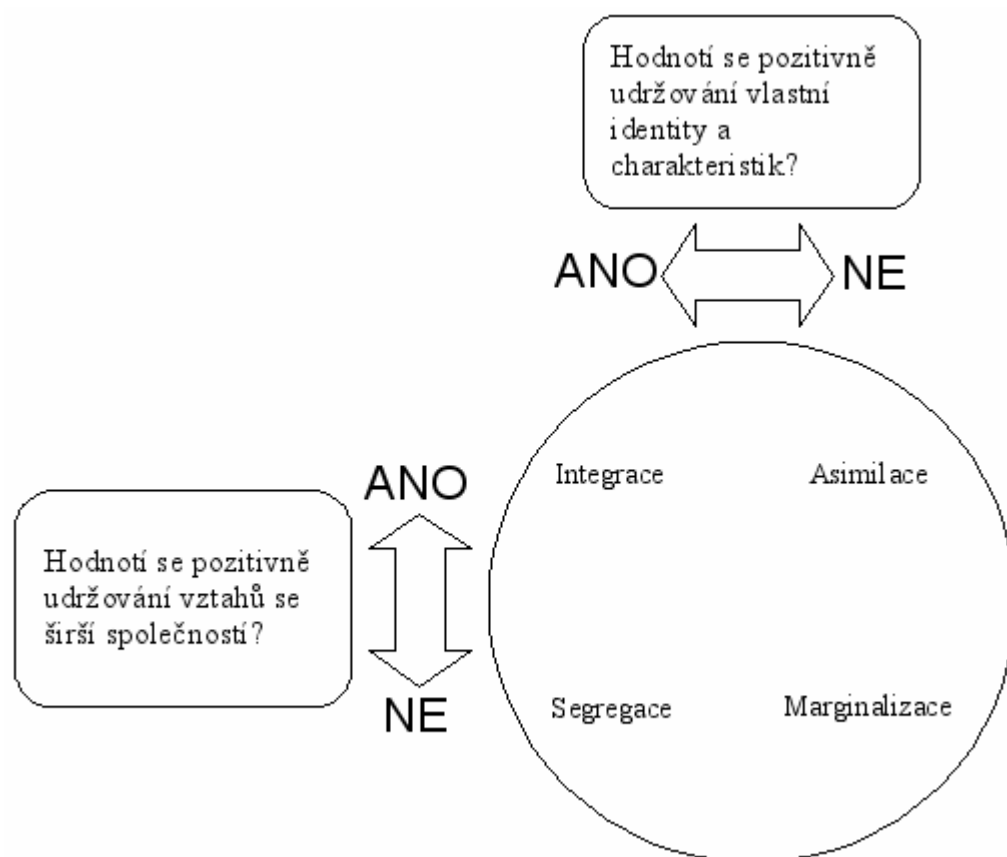 Hodnotí se pozitivně
udržování vlastní
identity a
charakteristik?
ANO
NE
Integrace
Asimilace
ANO
Hodnotí se pozitivně
udržování vztahů se
širší společností?
NE
Segregace
Marginalizace